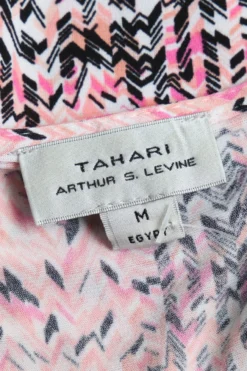 TAHARI
ARTHUR S. LEVINE
M
EGYPT